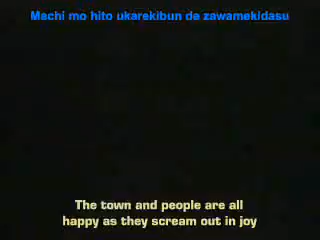 Machi mo hito ukarekibun de zawamekidasu
The town and people are all
happy as they scream out in joy